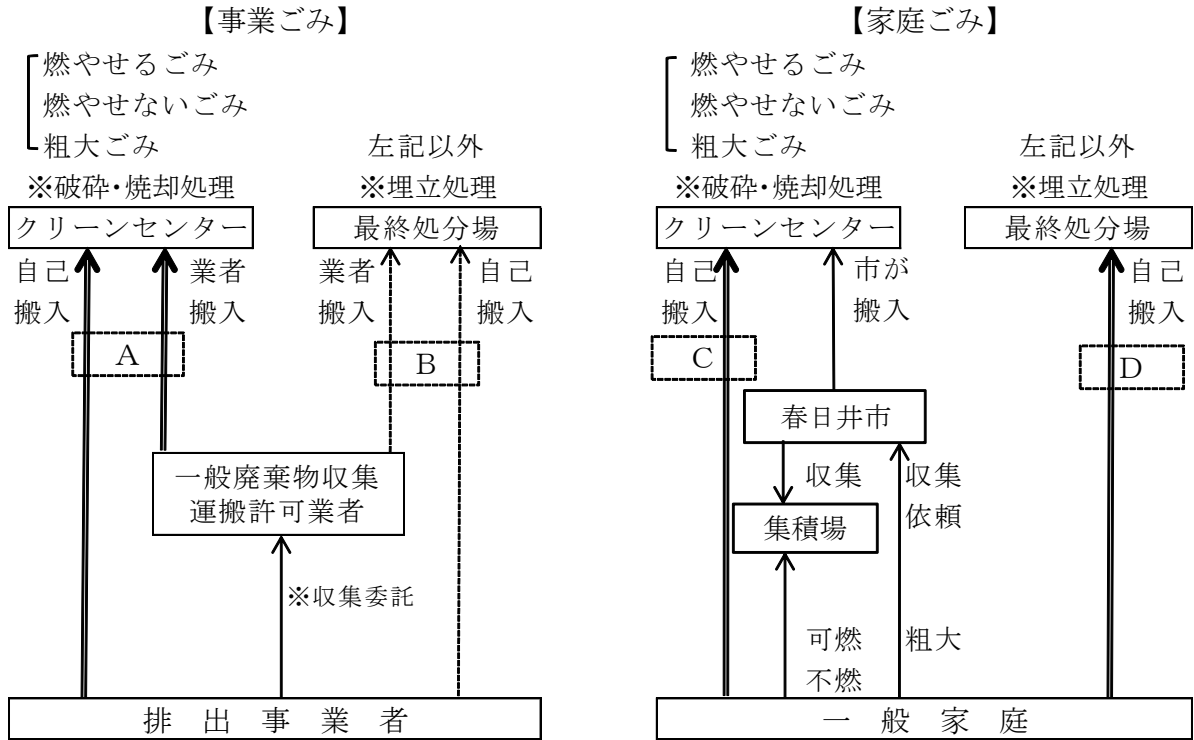 【事業ごみ】
燃やせるごみ
燃やせないごみ
粗大ごみ
※破砕・焼却処理
クリーンセンター
左記以外
※埋立処理
最終処分場
自己
搬入
業者
搬入
業者
搬入
自己
搬入
A
B
一般廃棄物収集
運搬許可業者
※収集委託
排出事業者
【家庭ごみ】
燃やせるごみ
燃やせないごみ
粗大ごみ
※破砕・焼却処理
クリーンセンター
左記以外
※埋立処理
最終処分場
自己
搬入
市が
搬入
自己
搬入
C
D
春日井市
収集
収集
依頼
集積場
可燃
不燃
粗大
一般家庭